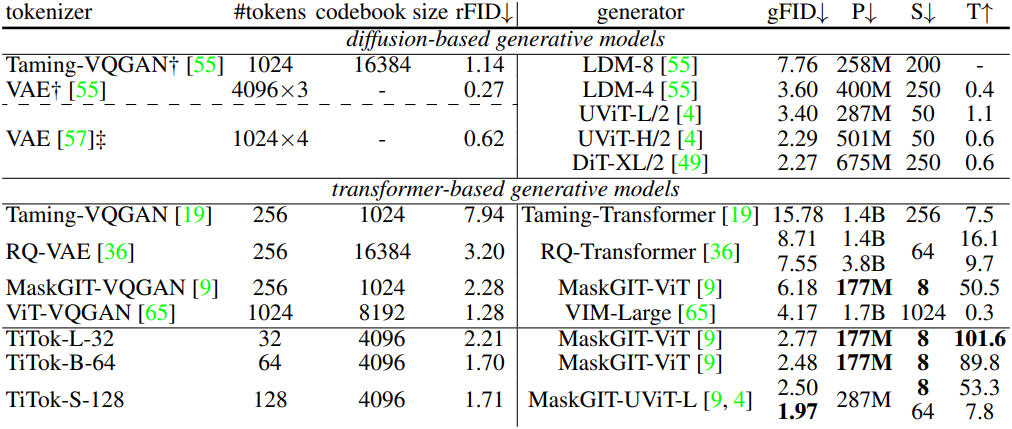 tokenizer #tokens codebook size rFID↓ generator gFID↓ P↓ S↓ T↑
diffusion-based generative models
Taming-VQGAN† [55] 1024 16384 1.14 LDM-8 [55] 7.76 258M 200 -
VAE† [55] 4096×3 - 0.27 LDM-4 [55] 3.60 400M 250 0.4
UViT-L/2 [4] 3.40 287M 50 1.1
VAE [57]‡ 1024×4 - 0.62 UViT-H/2 [4] 2.29 501M 50 0.6
DiT-XL/2 [49] 2.27 675M 250 0.6
transformer-based generative models
Taming-VQGAN [19] 256 1024 7.94 Taming-Transformer [19] 15.78 1.4B 256 7.5
8.71 1.4B 16.1
RQ-VAE [36] 256 16384 3.20 RQ-Transformer [36] 64
7.55 3.8B 9.7
MaskGIT-VQGAN [9] 256 1024 2.28 MaskGIT-ViT [9] 6.18 177M 8 50.5
ViT-VQGAN [65] 1024 8192 1.28 VIM-Large [65] 4.17 1.7B 1024 0.3
TiTok-L-32 32 4096 2.21 MaskGIT-ViT [9] 2.77 177M 8 101.6
TiTok-B-64 64 4096 1.70 MaskGIT-ViT [9] 2.48 177M 8 89.8
2.50 8 53.3
TiTok-S-128 128 4096 1.71 MaskGIT-UViT-L [9, 4] 287M
1.97 64 7.8